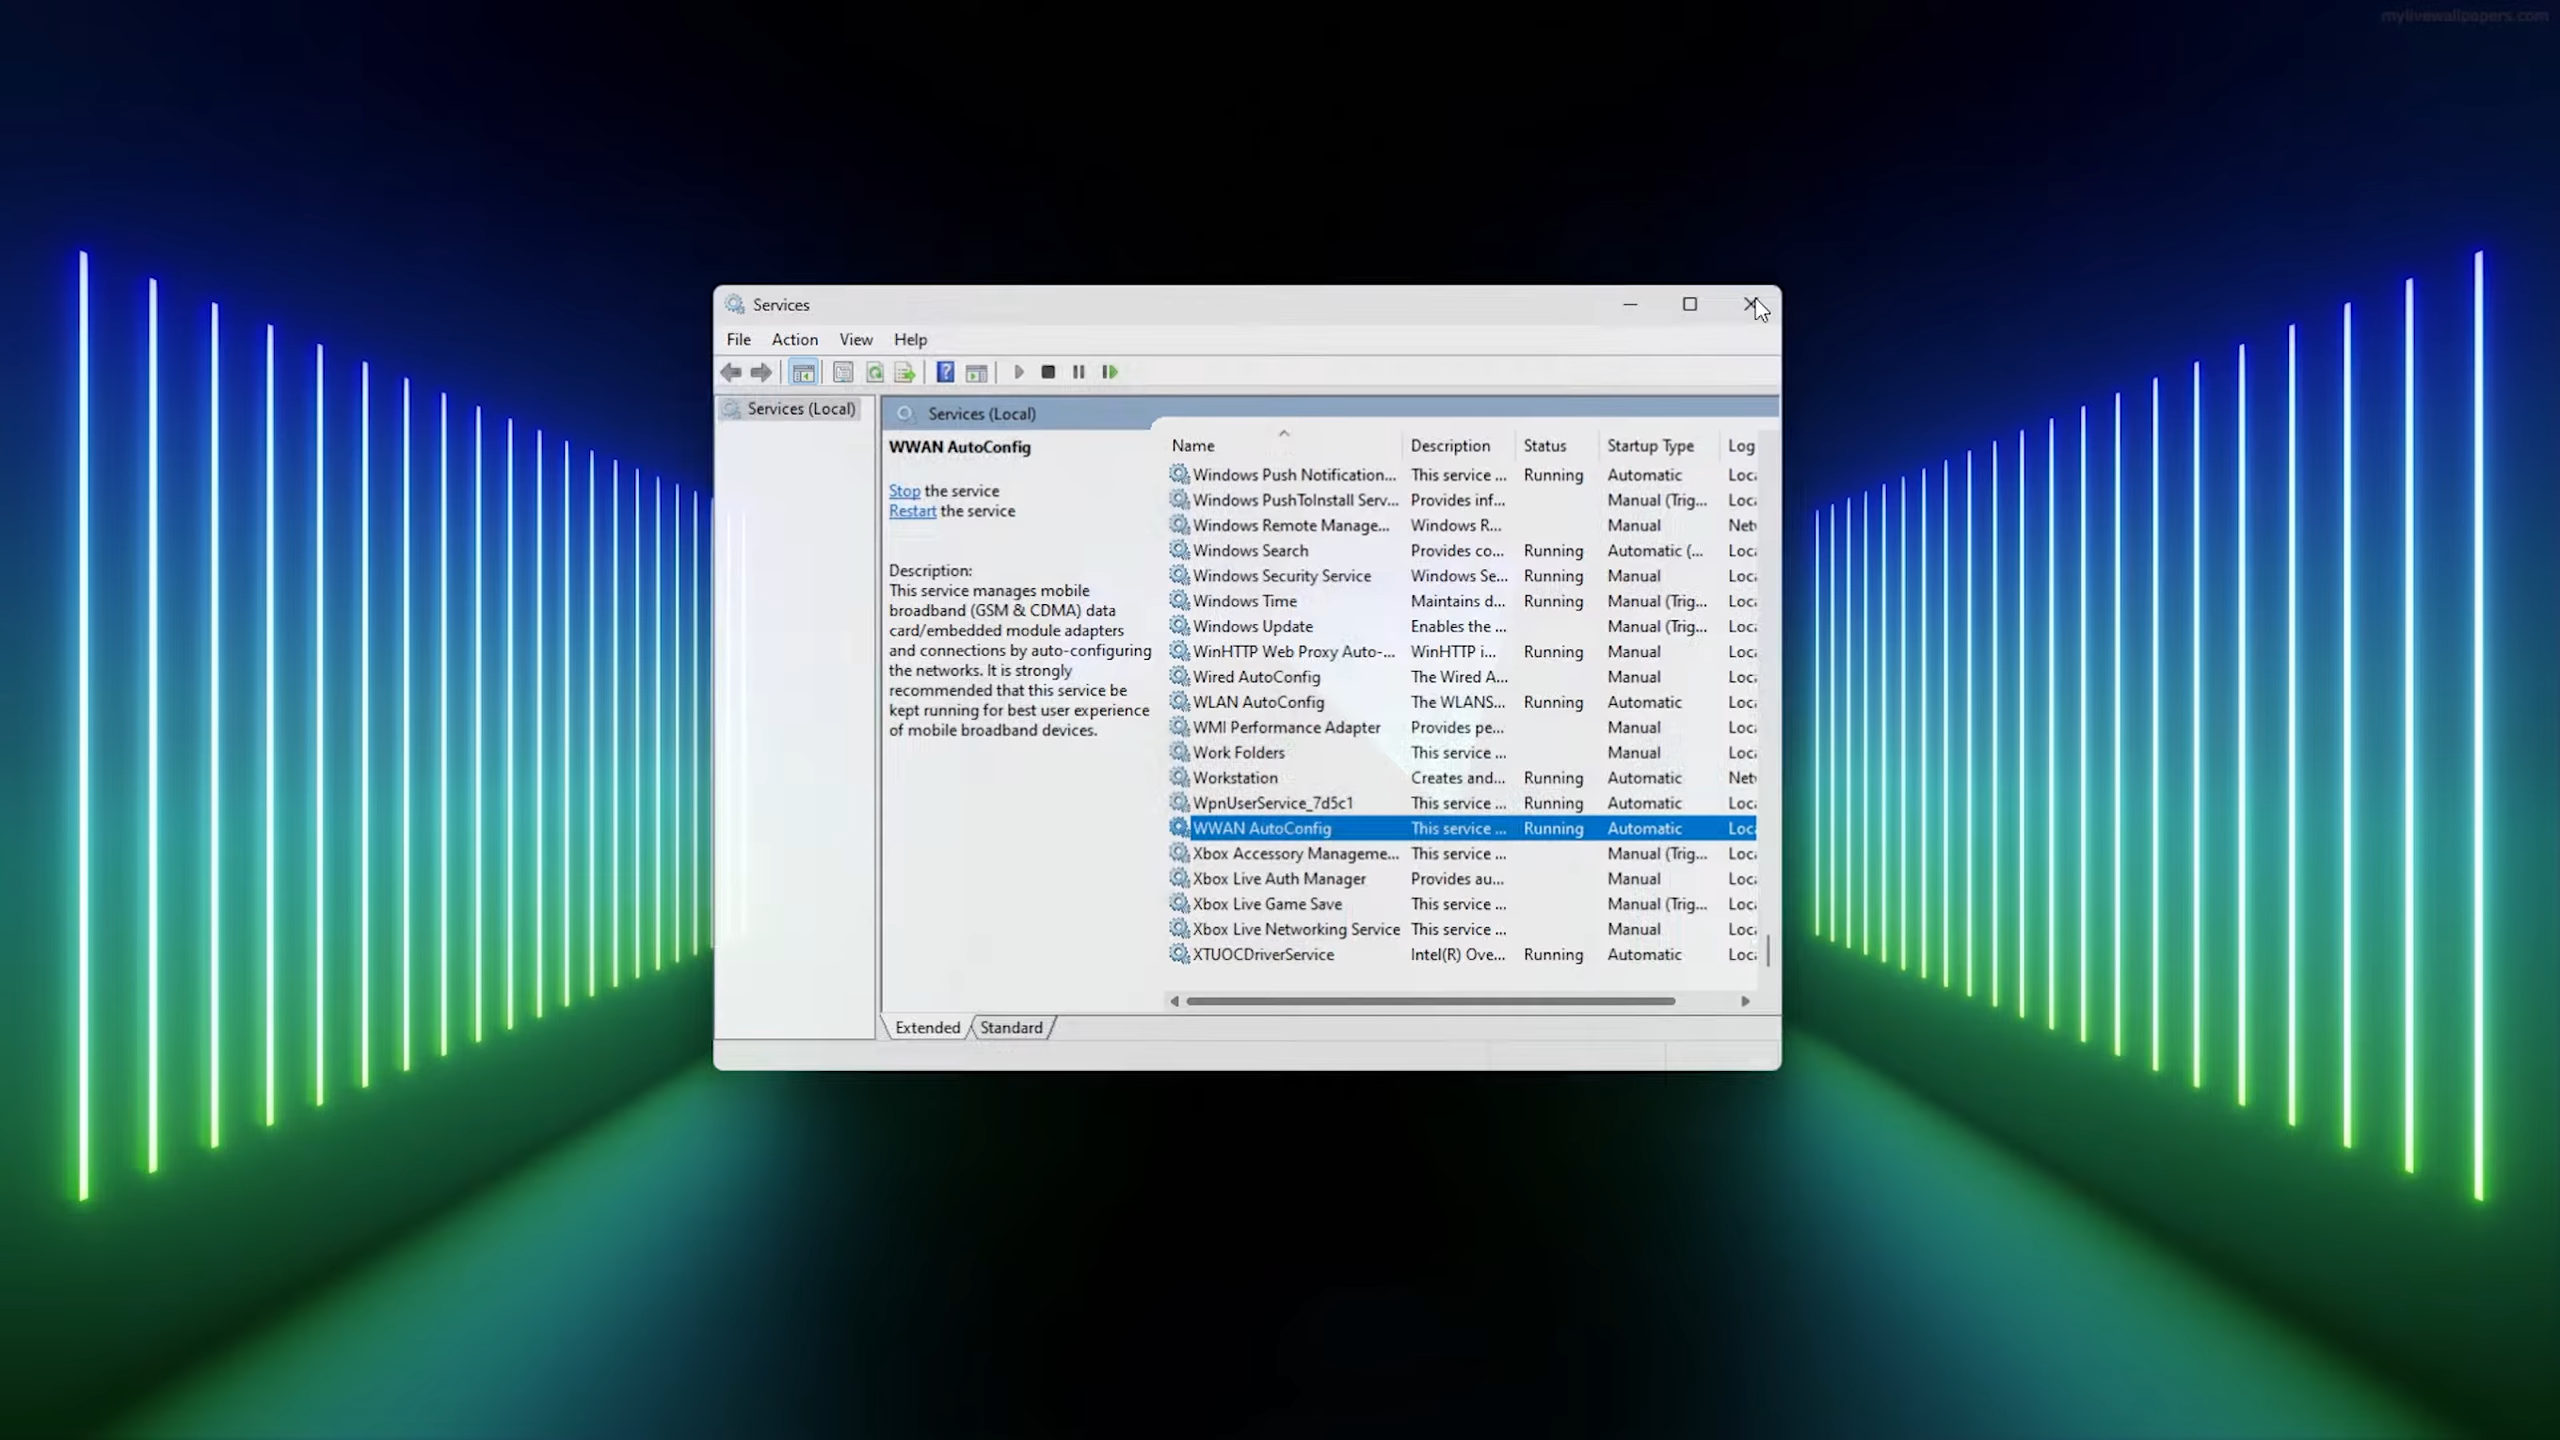 mylivewallpapers.com
Services
File Action View Help
Services (Local)
Services (Local)
WWAN AutoConfig
Stop the service
Restart the service
Description:
This service manages mobile
broadband (GSM & CDMA) data
card/embedded module adapters
and connections by auto-configuring
the networks. It is strongly
recommended that this service be
kept running for best user experience
of mobile broadband devices.
Name Description Status Startup Type Log
Windows Push Notification... This service ... Running Automatic Loc
Windows PushToInstall Serv... Provides inf... Manual (Trig... Loc
Windows Remote Manage... Windows R... Manual Net
Windows Search Provides co... Running Automatic (... Loc
Windows Security Service Windows Se... Running Manual Loc
Windows Time Maintains d... Running Manual (Trig... Loc
Windows Update Enables the ... Manual (Trig... Loc
WinHTTP Web Proxy Auto-... WinHTTP i... Running Manual Loc
Wired AutoConfig The Wired A... Manual Loc
WLAN AutoConfig The WLANS... Running Automatic Loc
WMI Performance Adapter Provides pe... Manual Loc
Work Folders This service ... Manual Loc
Workstation Creates and... Running Automatic Net
WpnUserService_7d5c1 This service ... Running Automatic Loc
WWAN AutoConfig This service ... Running Automatic Loc
Xbox Accessory Manageme... This service ... Manual (Trig... Loc
Xbox Live Auth Manager Provides au... Manual Loc
Xbox Live Game Save This service ... Manual (Trig... Loc
Xbox Live Networking Service This service ... Manual Loc
XTUOCDriverService Intel(R) Ove... Running Automatic Loc
Extended Standard